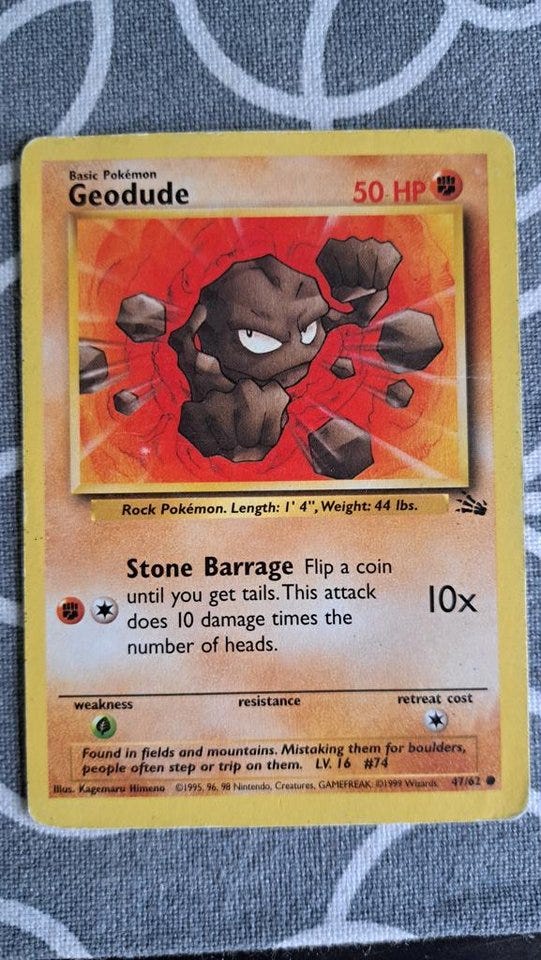 Basic Pokémon
Geodude
50 HP
Rock Pokémon. Length: 1' 4", Weight: 44 lbs.
Stone Barrage Flip a coin
until you get tails. This attack
does 10 damage times the
number of heads.
10x
weakness resistance retreat cost
Found in fields and mountains. Mistaking them for boulders,
people often step or trip on them. LV. 16 #74
Illus. Kagemaru Himeno ©1995, 96, 98 Nintendo, Creatures, GAMEFREAK. ©1999 Wizards. 47/62